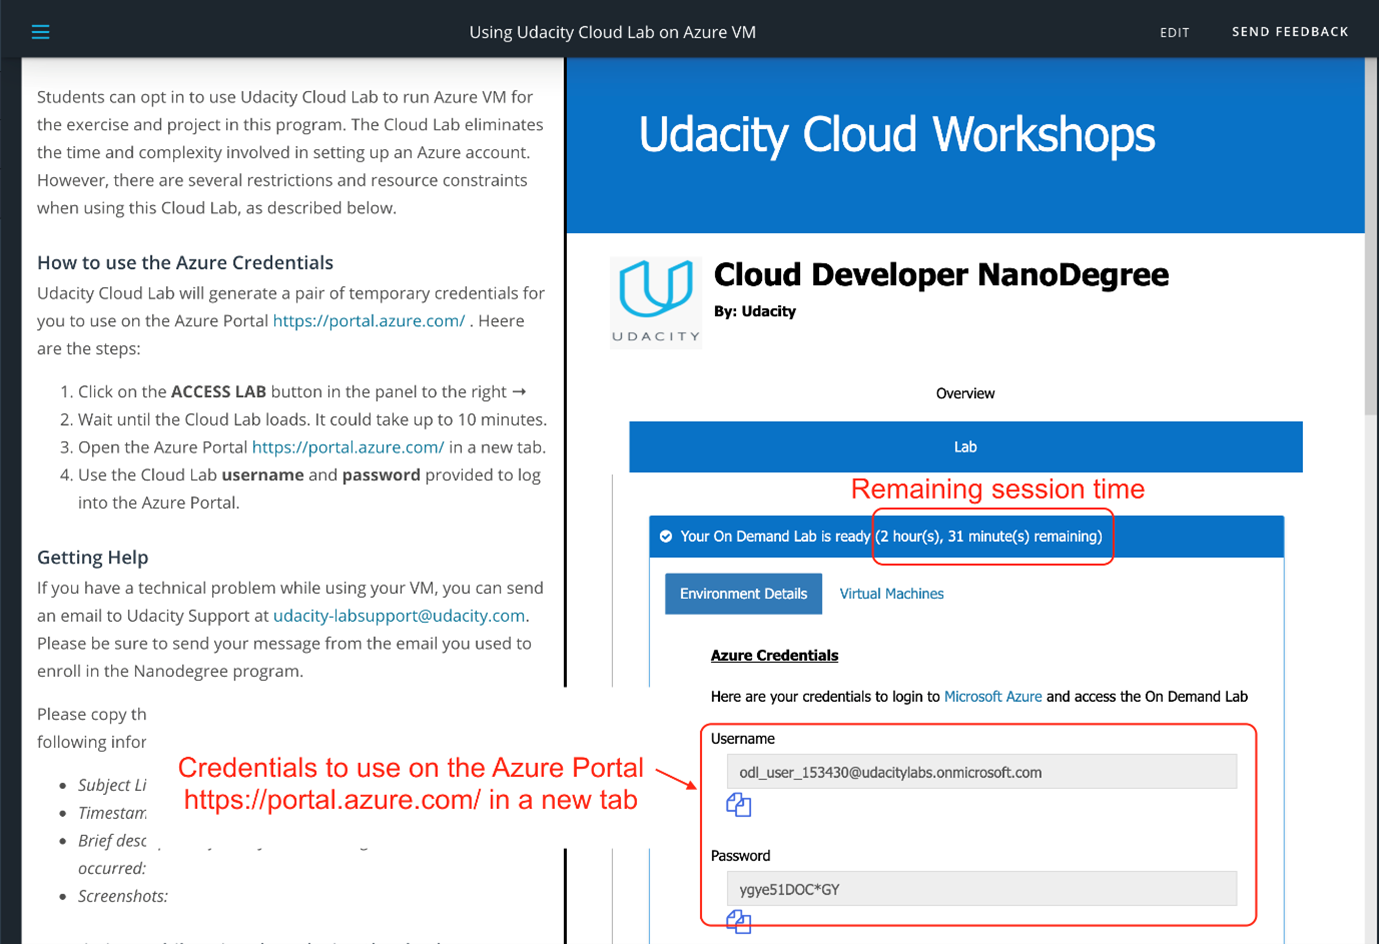 Using Udacity Cloud Lab on Azure VM
EDIT
SEND FEEDBACK
Students can opt in to use Udacity Cloud Lab to run Azure VM for
the exercise and project in this program. The Cloud Lab eliminates
the time and complexity involved in setting up an Azure account.
However, there are several restrictions and resource constraints
when using this Cloud Lab, as described below.
How to use the Azure Credentials
Udacity Cloud Lab will generate a pair of temporary credentials for
you to use on the Azure Portal https://portal.azure.com/ . Heere
are the steps:
1. Click on the ACCESS LAB button in the panel to the right →
2. Wait until the Cloud Lab loads. It could take up to 10 minutes.
3. Open the Azure Portal https://portal.azure.com/ in a new tab.
4. Use the Cloud Lab username and password provided to log
into the Azure Portal.
Getting Help
If you have a technical problem while using your VM, you can send
an email to Udacity Support at udacity-labsupport@udacity.com.
Please be sure to send your message from the email you used to
enroll in the Nanodegree program.
Please copy th
following infor
• Subject Li
• Timestam
• Brief desc
occurred:
• Screenshots:
Credentials to use on the Azure Portal
https://portal.azure.com/ in a new tab
Udacity Cloud Workshops
UDACITY
Cloud Developer NanoDegree
By: Udacity
Overview
Lab
Remaining session time
Your On Demand Lab is ready (2 hour(s), 31 minute(s) remaining)
Environment Details
Virtual Machines
Azure Credentials
Here are your credentials to login to Microsoft Azure and access the On Demand Lab
Username
odl_user_153430@udacitylabs.onmicrosoft.com
Password
ygye51DOC*GY